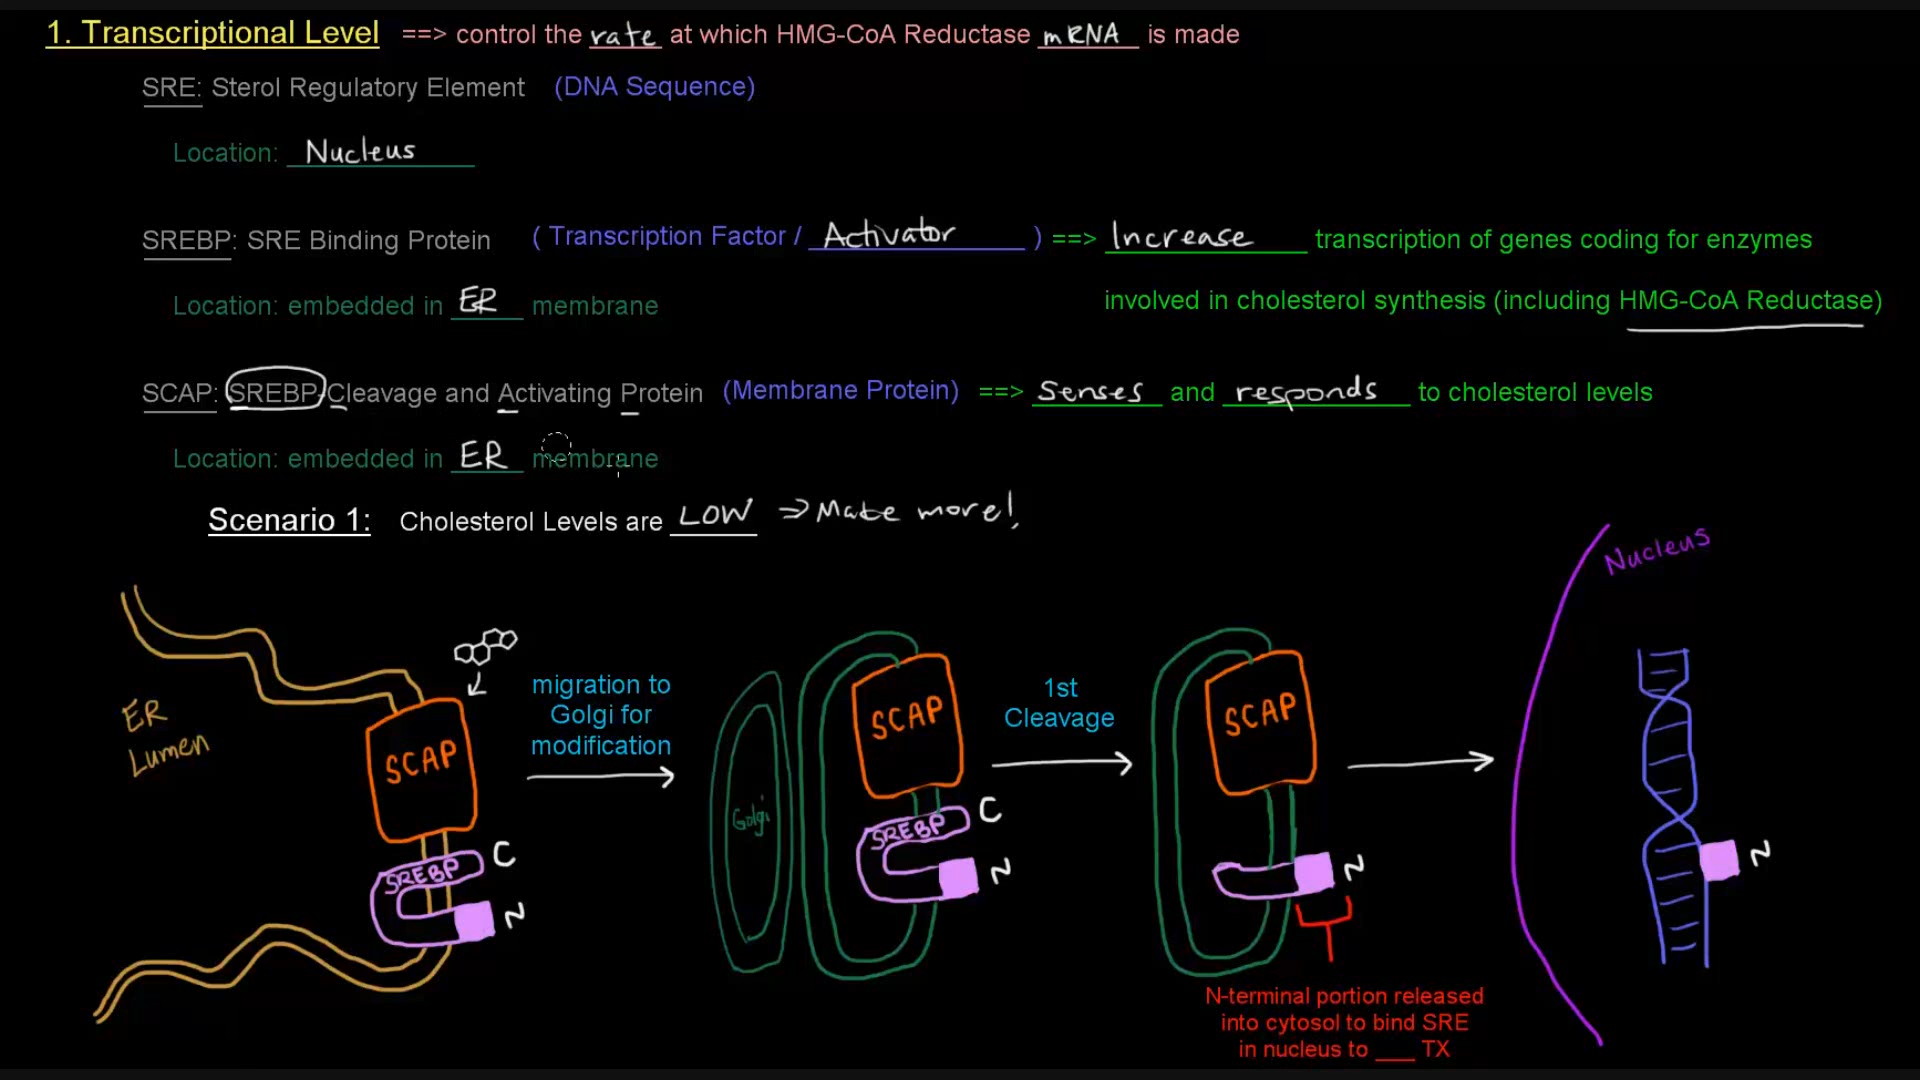 1. Transcriptional Level ==> control the rate at which HMG-CoA Reductase mRNA is made
SRE: Sterol Regulatory Element (DNA Sequence)
Location: Nucleus
SREBP: SRE Binding Protein ( Transcription Factor / Activator ) ==> Increase transcription of genes coding for enzymes
Location: embedded in ER membrane
involved in cholesterol synthesis (including HMG-CoA Reductase)
SCAP: SREBP-Cleavage and Activating Protein (Membrane Protein) ==> Senses and responds to cholesterol levels
Location: embedded in ER membrane
Scenario 1: Cholesterol Levels are LOW => Make more!
Nucleus
ER
Lumen
SCAP
SREBP
C
N
migration to
Golgi for
modification
Golgi
SCAP
SREBP
C
N
1st
Cleavage
SCAP
N
N-terminal portion released
into cytosol to bind SRE
in nucleus to ___ TX
N